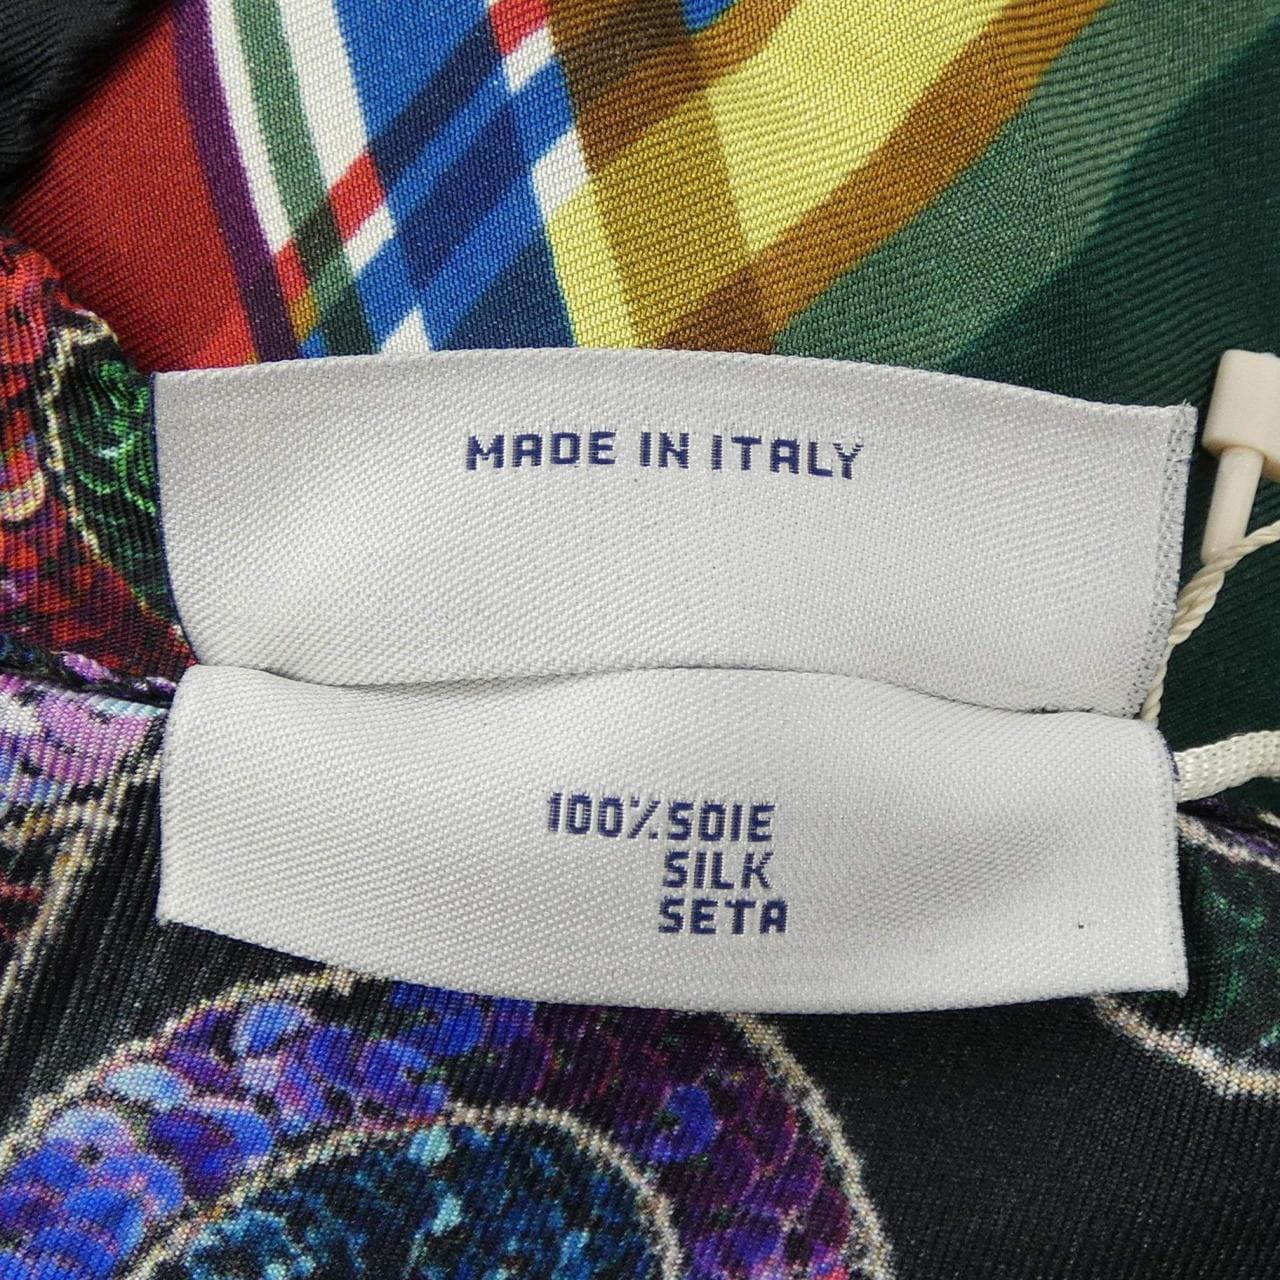 MADE IN ITALY
100% SOIE
SILK
SETA